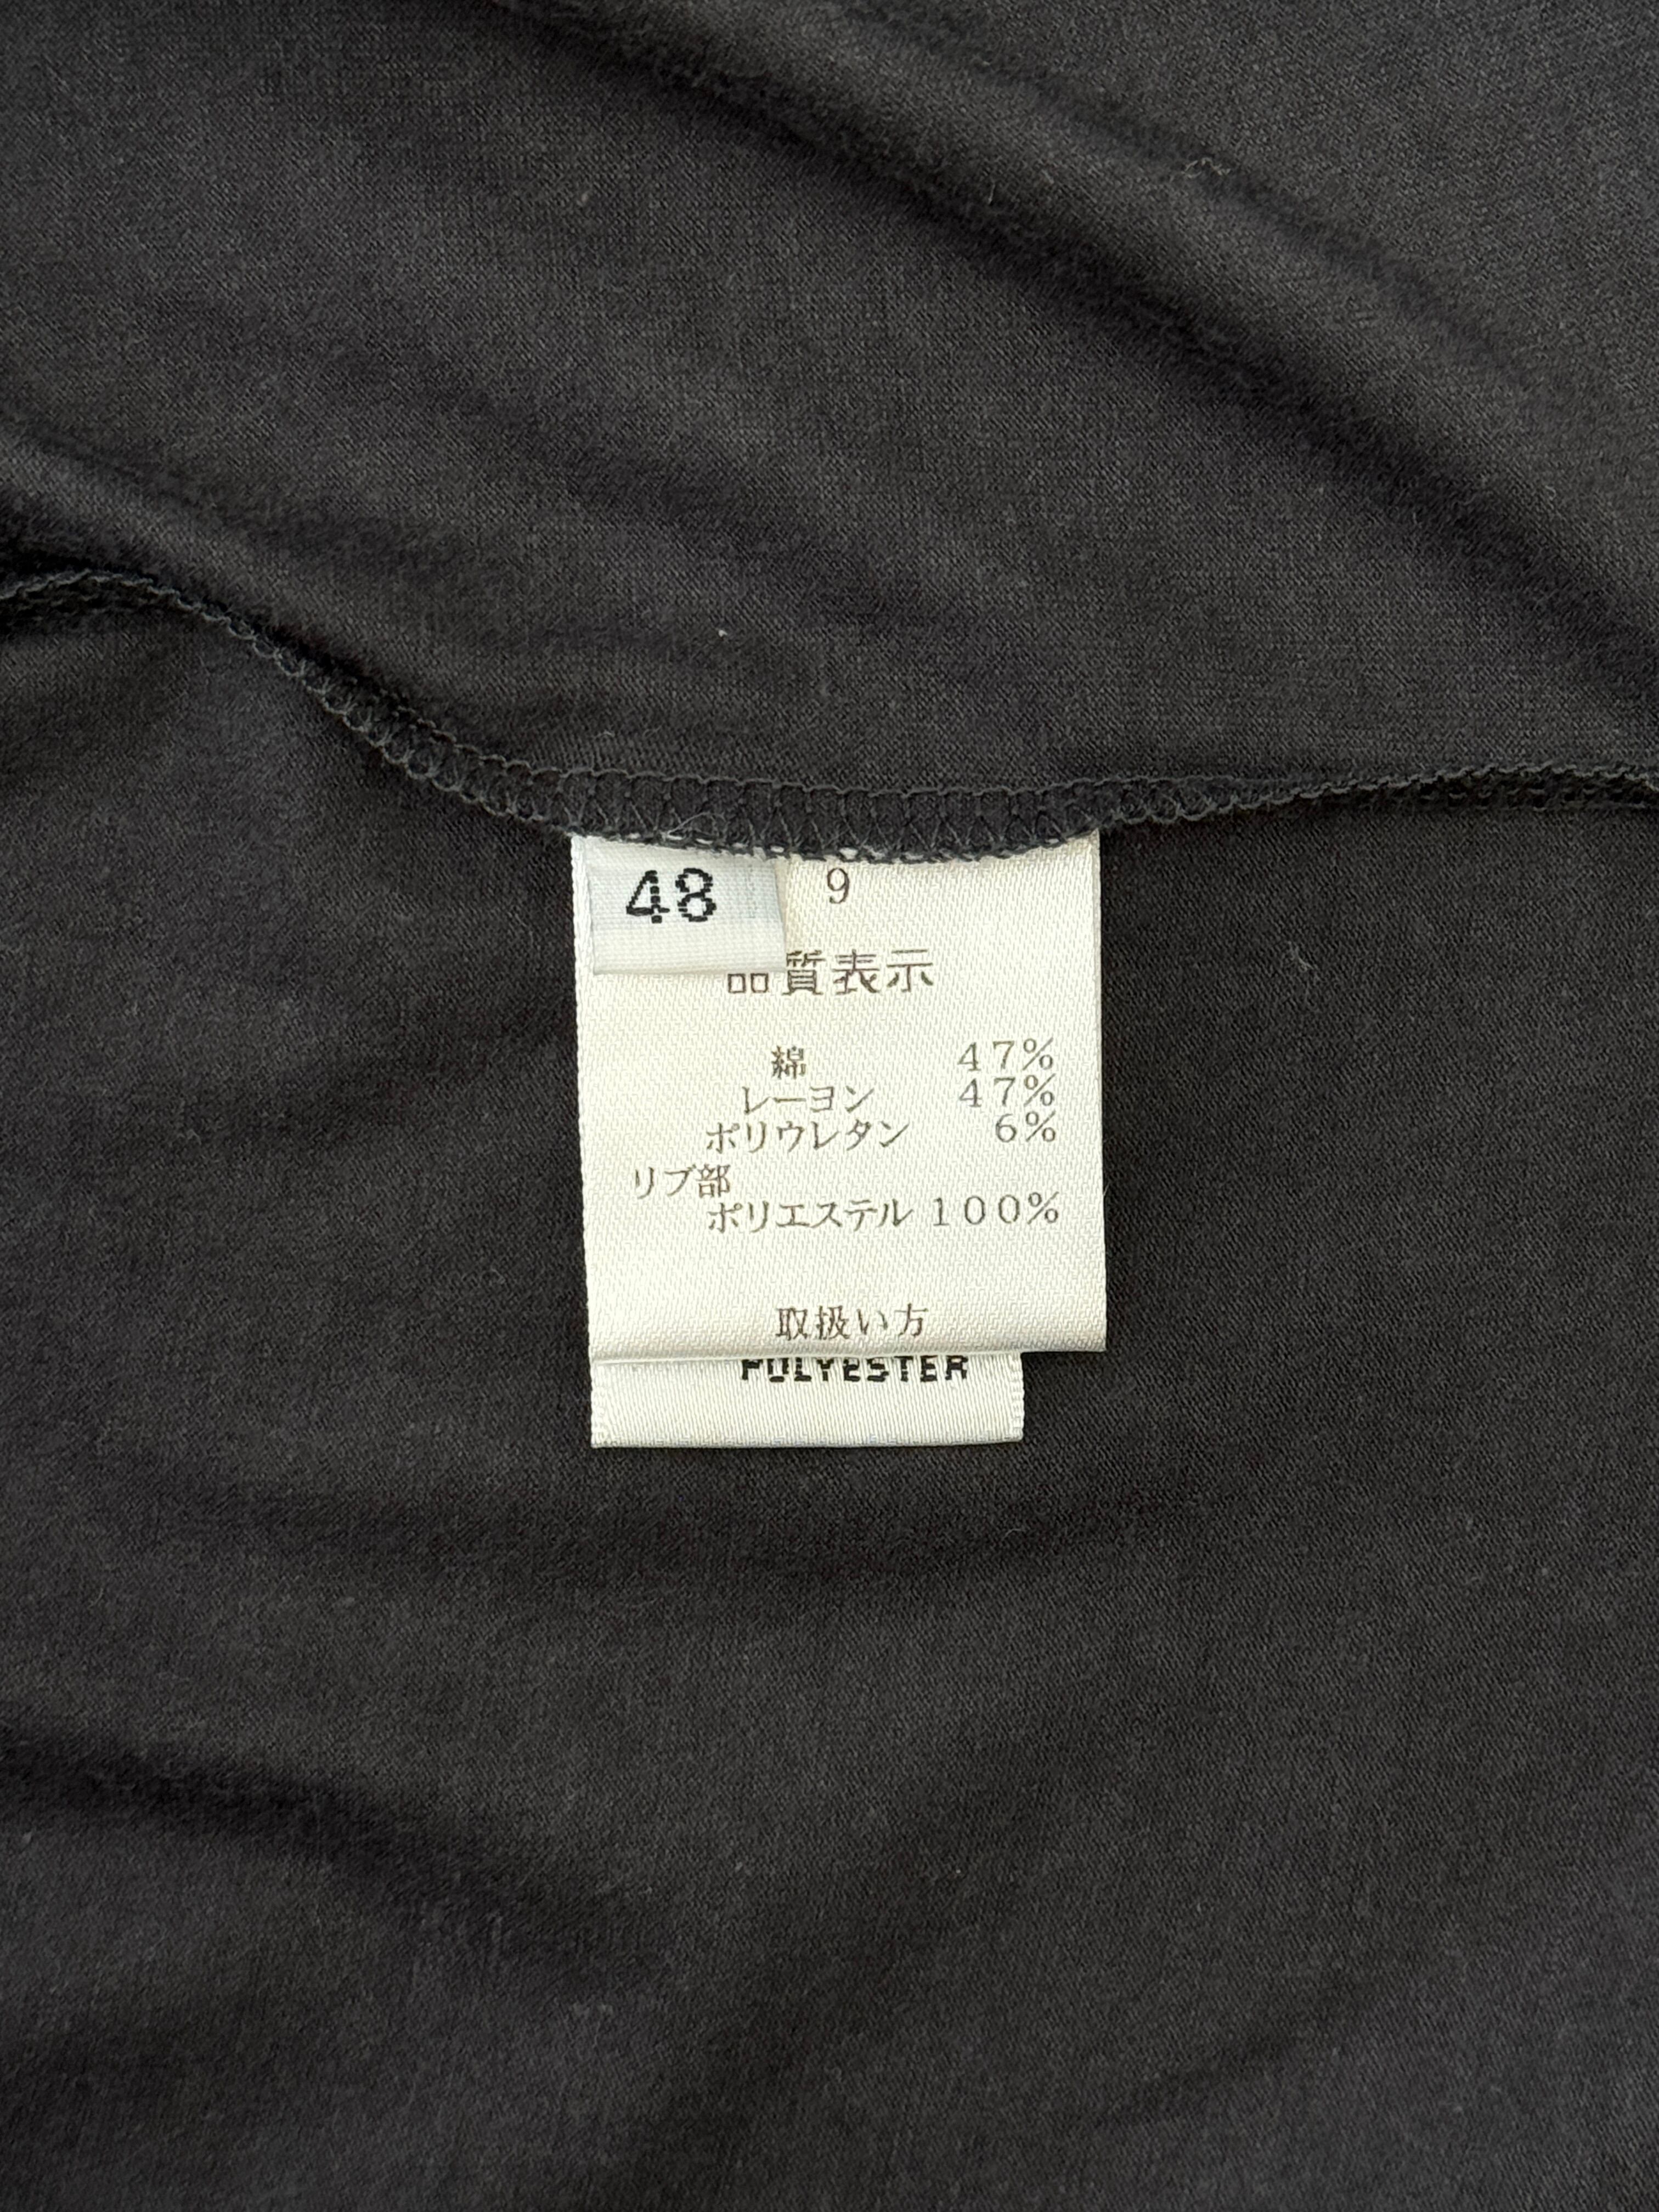 48
9
品質表示
綿 47%
レーヨン 47%
ポリウレタン 6%
リブ部
ポリエステル 100%
取扱い方
POLYESTER